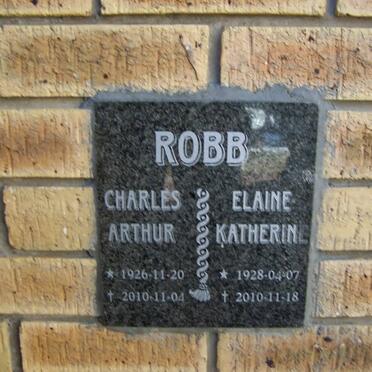 ROBB
CHARLES ARTHUR
★ 1926-11-20
† 2010-11-04
ELAINE KATHERINE
★ 1928-04-07
† 2010-11-18